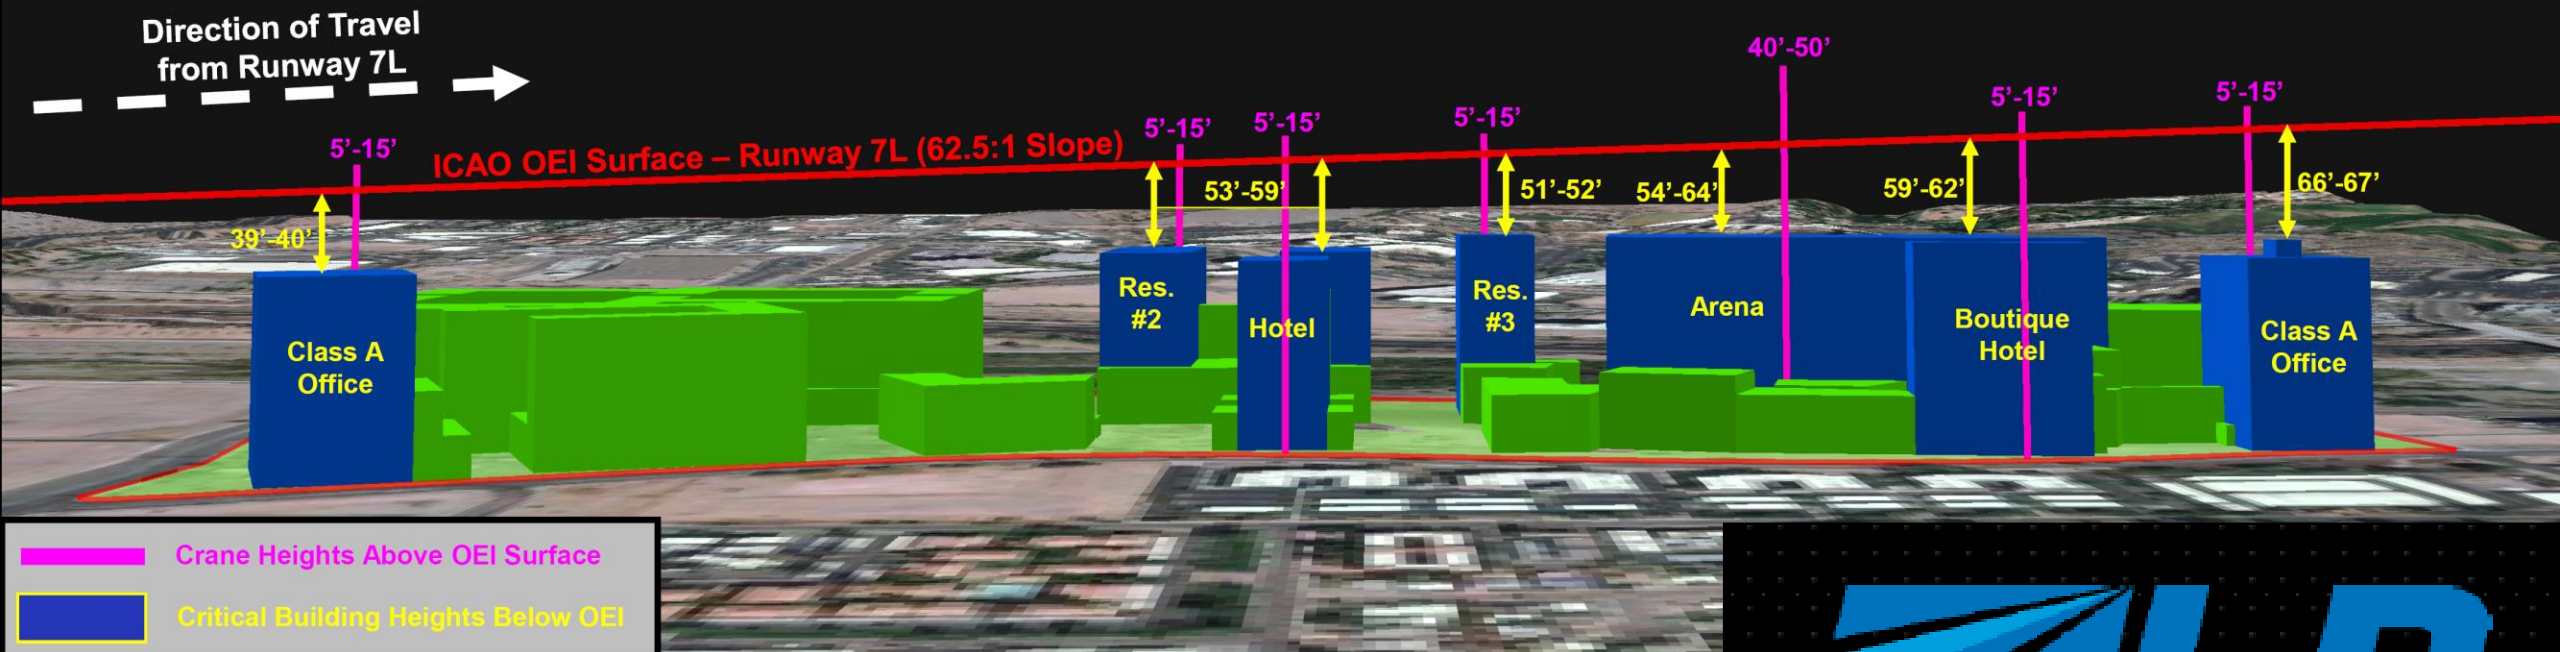 Direction of Travel
from Runway 7L
5’-15’
ICAO OEI Surface – Runway 7L (62.5:1 Slope)
5’-15’
5’-15’
5’-15’
40’-50’
5’-15’
5’-15’
39’-40’
53’-59’
51’-52’
54’-64’
59’-62’
66’-67’
Class A
Office
Res.
#2
Hotel
Res.
#3
Arena
Boutique
Hotel
Class A
Office
Crane Heights Above OEI Surface
Critical Building Heights Below OEI